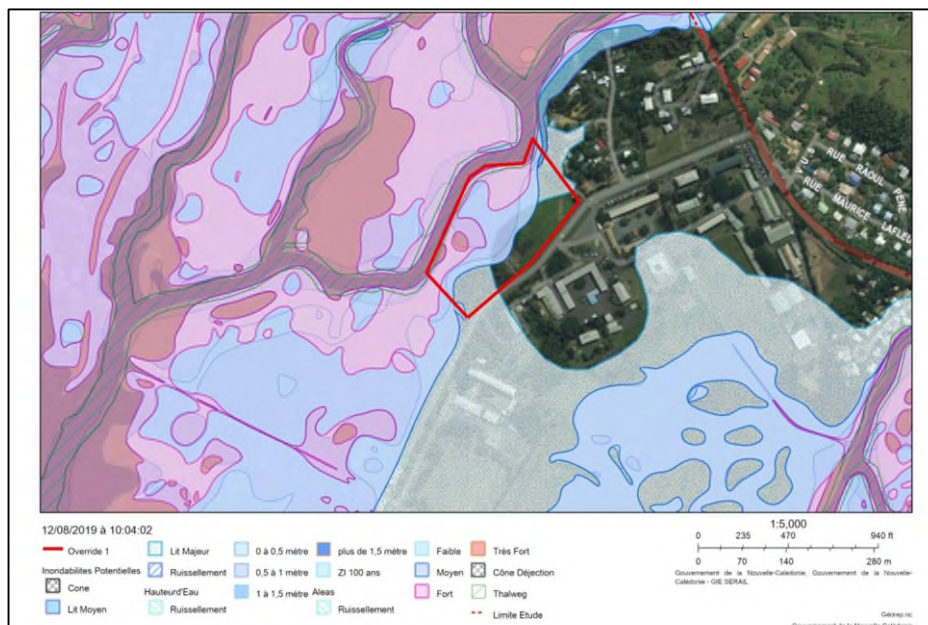 RUE RAOUL PENE
RUE MAURICE LAFLEU
12/08/2019 à 10:04:02
Override 1
Inondabilites Potentielles
Cone
Lit Moyen
Lit Majeur
Ruissellement
Hauteurd'Eau
Ruissellement
0 à 0,5 mètre
0,5 à 1 mètre
1 à 1,5 mètre
plus de 1,5 mètre
ZI 100 ans
Aleas
Ruissellement
Faible
Moyen
Fort
Très Fort
Cône Déjection
Thalweg
Limite Etude
1:5,000
0 235 470 940 ft
0 70 140 280 m
Gouvernement de la Nouvelle-Calédonie, Gouvernement de la Nouvelle-
Calédonie - GIE SERAIL
Géorep.nc